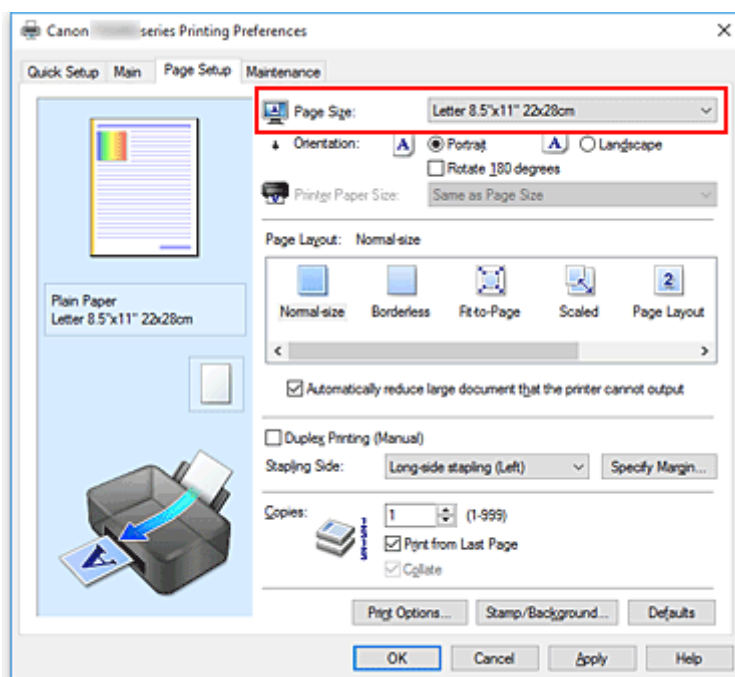 Canon series Printing Preferences
Quick Setup Main Page Setup Maintenance
Page Size: Letter 8.5"x11" 22x28cm
Orientation: A Portrait A Landscape
Rotate 180 degrees
Printer Paper Size: Same as Page Size
Page Layout: Normal-size
2
Normal-size Borderless Fit-to-Page Scaled Page Layout
Plain Paper
Letter 8.5"x11" 22x28cm
Automatically reduce large document that the printer cannot output
Duplex Printing (Manual)
Stapling Side: Long-side stapling (Left) Specify Margin...
Copies: 1 (1-999)
Print from Last Page
Collate
A
Print Options... Stamp/Background... Defaults
OK Cancel Apply Help